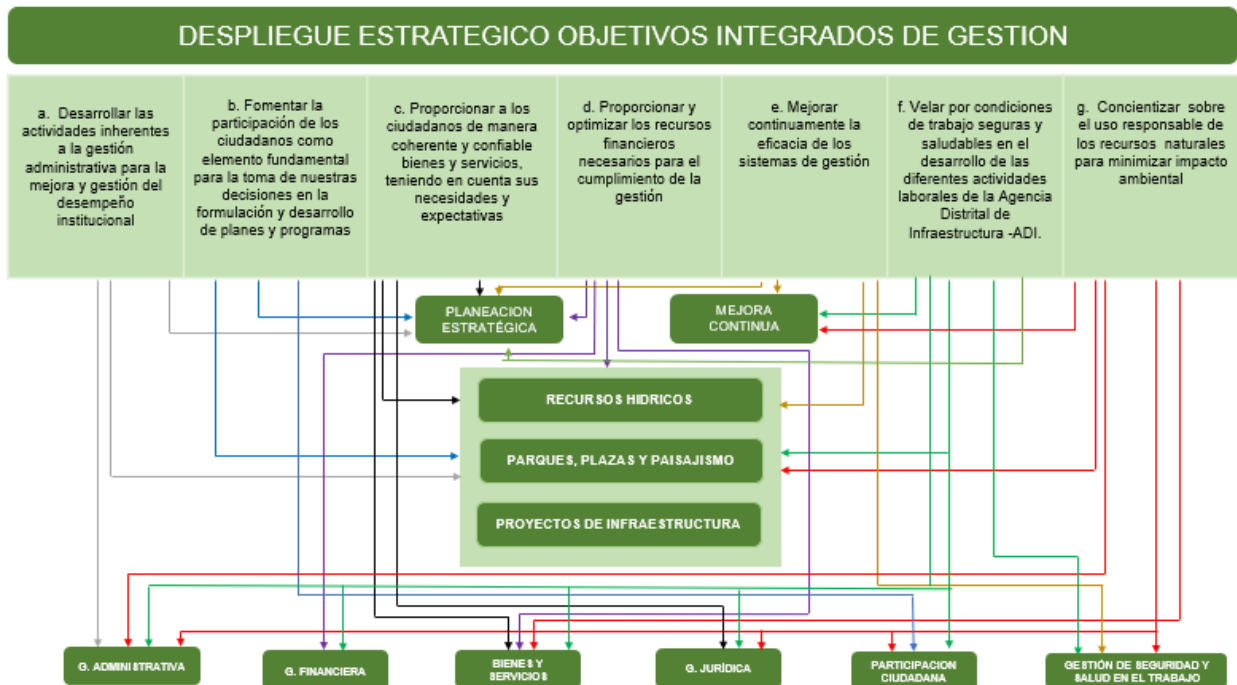 DESPLIEGUE ESTRATEGICO OBJETIVOS INTEGRADOS DE GESTION
a. Desarrollar las
actividades inherentes
a la gestión
administrativa para la
mejora y gestión del
desempeño
institucional
b. Fomentar la
participación de los
ciudadanos como
elemento fundamental
para la toma de nuestras
decisiones en la
formulación y desarrollo
de planes y programas
c. Proporcionar a los
ciudadanos de manera
coherente y confiable
bienes y servicios,
teniendo en cuenta sus
necesidades y
expectativas
d. Proporcionar y
optimizar los recursos
financieros
necesarios para el
cumplimiento de la
gestión
e. Mejorar
continuamente la
eficacia de los
sistemas de gestión
f. Velar por condiciones
de trabajo seguras y
saludables en el
desarrollo de las
diferentes actividades
laborales de la Agencia
Distrital de
Infraestructura -ADI.
g. Concientizar sobre
el uso responsable de
los recursos naturales
para minimizar impacto
ambiental
PLANEACION
ESTRATÉGICA
MEJORA
CONTINUA
RECURSOS HIDRICOS
PARQUES, PLAZAS Y PAISAJISMO
PROYECTOS DE INFRAESTRUCTURA
G. ADMINISTRATIVA
G. FINANCIERA
BIENES Y
SERVICIOS
G. JURÍDICA
PARTICIPACION
CIUDADANA
GESTIÓN DE SEGURIDAD Y
SALUD EN EL TRABAJO